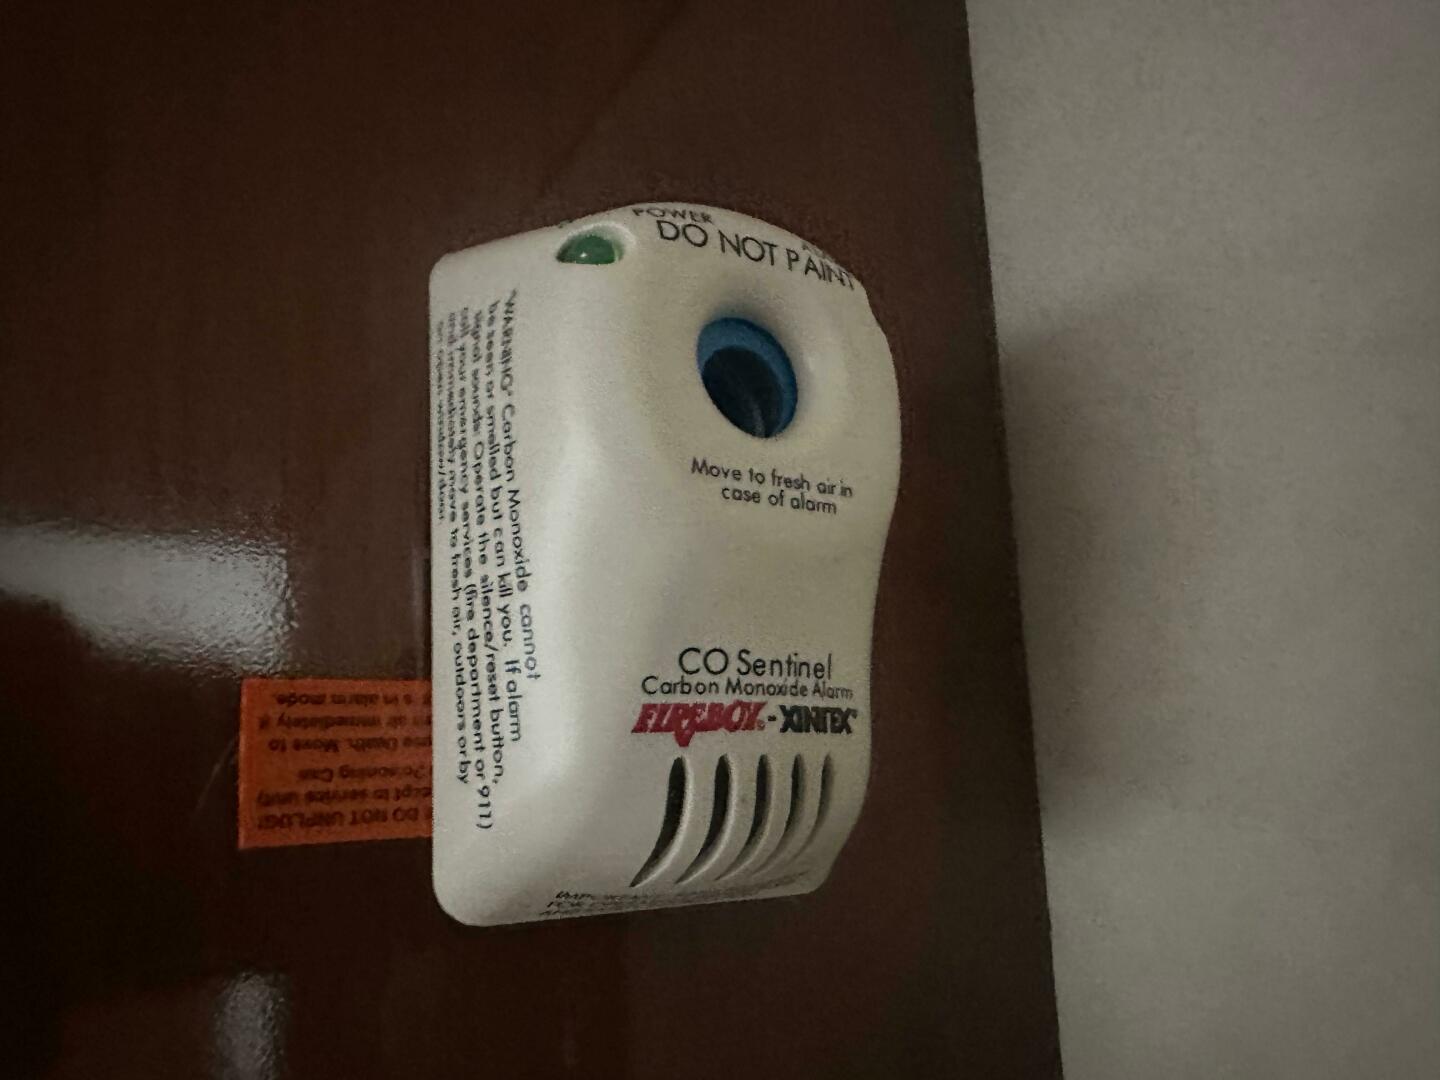 POWER
DO NOT PAINT
Move to fresh air in
case of alarm
CO Sentinel
Carbon Monoxide Alarm
FIREBOY® - XINTEX®
"WARNING" Carbon Monoxide cannot
be seen or smelled but can kill you. If alarm
signal sounds: Operate the silence/reset button,
call your emergency services (fire department or 911)
and immediately move to fresh air, outdoors or by
an open window/door.
DO NOT UNPLUG!
to service unit)
Poisoning Can
Death. Move to
air immediately if
is in alarm mode.